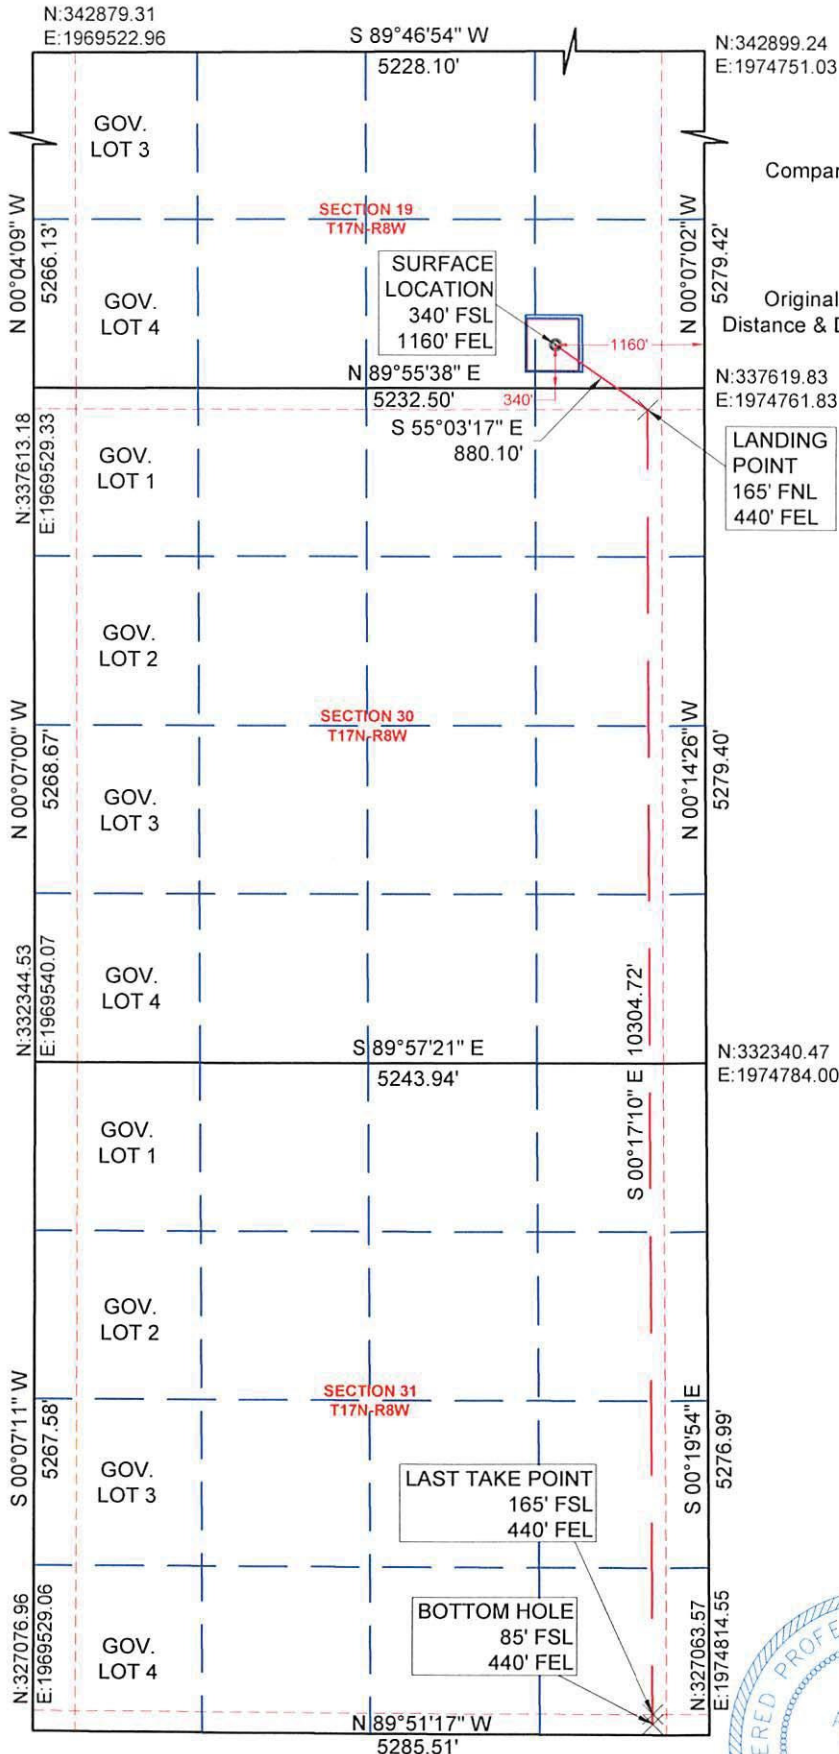 N:342879.31
E:1969522.96
S 89°46'54" W
5228.10'
N:342899.24
E:1974751.03
GOV.
LOT 3
SECTION 19
T17N-R8W
N 00°04'09" W
5266.13'
N 00°07'02" W
5279.42'
GOV.
LOT 4
SURFACE
LOCATION
340' FSL
1160' FEL
1160'
Original
Distance &
N 89°55'38" E
5232.50'
340'
N:337619.83
E:1974761.83
S 55°03'17" E
880.10'
N:337613.18
E:1969529.33
GOV.
LOT 1
LANDING
POINT
165' FNL
440' FEL
GOV.
LOT 2
SECTION 30
T17N-R8W
N 00°07'00" W
5268.67'
N 00°14'26" W
5279.40'
GOV.
LOT 3
N:332344.53
E:1969540.07
GOV.
LOT 4
S 89°57'21" E
5243.94'
N:332340.47
E:1974784.00
S 00°17'10" E 10304.72'
GOV.
LOT 1
GOV.
LOT 2
SECTION 31
T17N-R8W
S 00°07'11" W
5267.58'
S 00°19'54" E
5276.99'
GOV.
LOT 3
LAST TAKE POINT
165' FSL
440' FEL
BOTTOM HOLE
85' FSL
440' FEL
N:327076.96
E:1969529.06
GOV.
LOT 4
N:327063.57
E:1974814.55
N 89°51'17" W
5285.51'